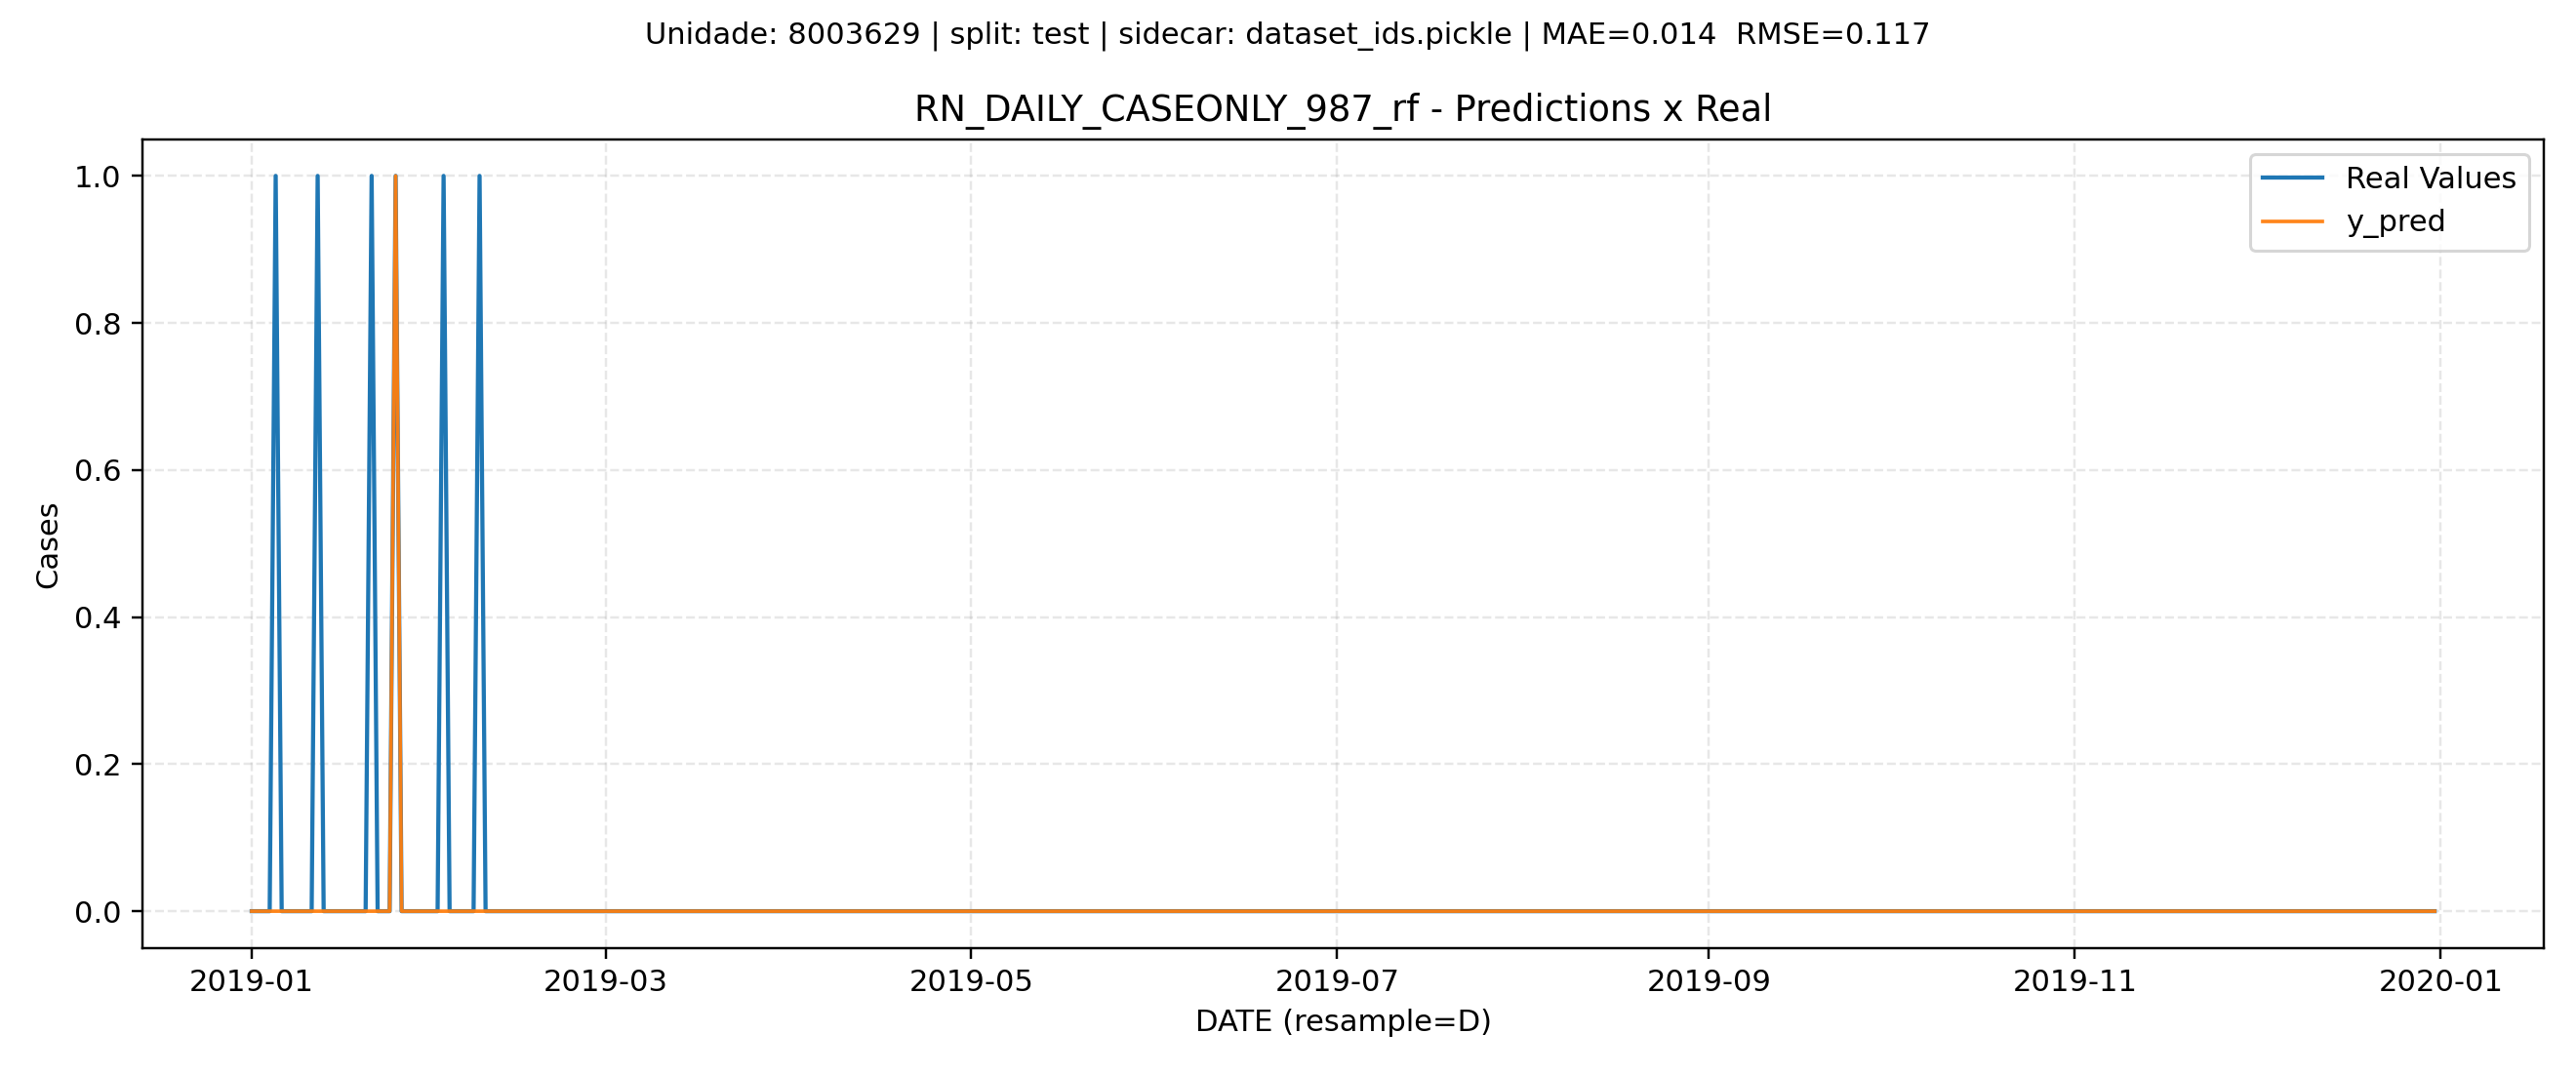 Unidade: 8003629 | split: test | sidecar: dataset_ids.pickle | MAE=0.014  RMSE=0.117
RN_DAILY_CASEONLY_987_rf - Predictions x Real
Real Values
y_pred
Cases
1.0
0.8
0.6
0.4
0.2
0.0
2019-01 2019-03 2019-05 2019-07 2019-09 2019-11 2020-01
DATE (resample=D)